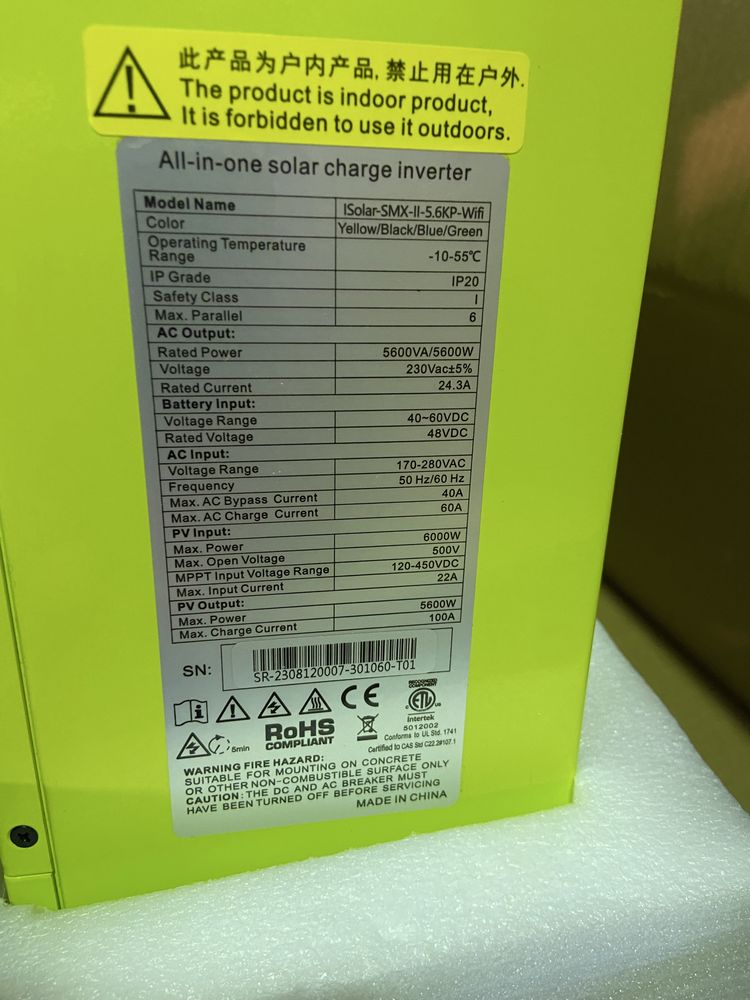 此产品为户内产品, 禁止用在户外.
The product is indoor product,
It is forbidden to use it outdoors.
All-in-one solar charge inverter
Model Name ISolar-SMX-II-5.6KP-Wifi
Color Yellow/Black/Blue/Green
Operating Temperature
Range -10-55℃
IP Grade IP20
Safety Class I
Max. Parallel 6
AC Output:
Rated Power 5600VA/5600W
Voltage 230Vac±5%
Rated Current 24.3A
Battery Input:
Voltage Range 40~60VDC
Rated Voltage 48VDC
AC Input:
Voltage Range 170-280VAC
Frequency 50 Hz/60 Hz
Max. AC Bypass Current 40A
Max. AC Charge Current 60A
PV Input:
Max. Power 6000W
Max. Open Voltage 500V
MPPT Input Voltage Range 120-450VDC
Max. Input Current 22A
PV Output:
Max. Power 5600W
Max. Charge Current 100A
SN: SR-2308120007-301060-T01
CE
RECOGNIZED
COMPONENT
ETL
US
Intertek
5012002
Conforms to UL Std. 1741
Certified to CAS Std C22.2#107.1
5min
RoHS
COMPLIANT
WARNING FIRE HAZARD:
SUITABLE FOR MOUNTING ON CONCRETE
OR OTHER NON-COMBUSTIBLE SURFACE ONLY
CAUTION: THE DC AND AC BREAKER MUST
HAVE BEEN TURNED OFF BEFORE SERVICING
MADE IN CHINA